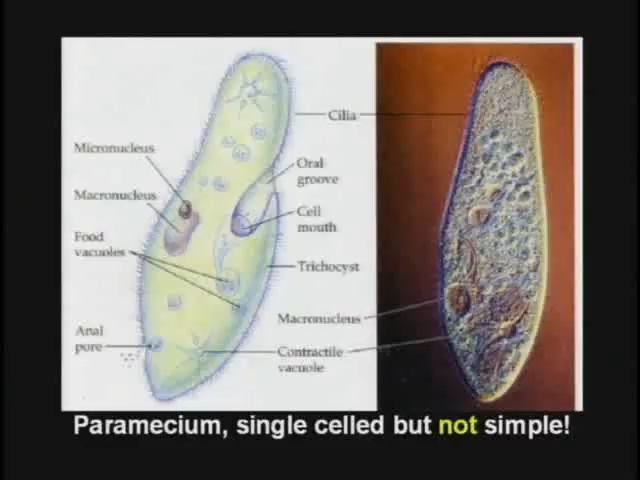 Cilia
Micronucleus
Oral
groove
Macronucleus
Cell
mouth
Food
vacuoles
Trichocyst
Macronucleus
Anal
pore
Contractile
vacuole
Paramecium, single celled but not simple!